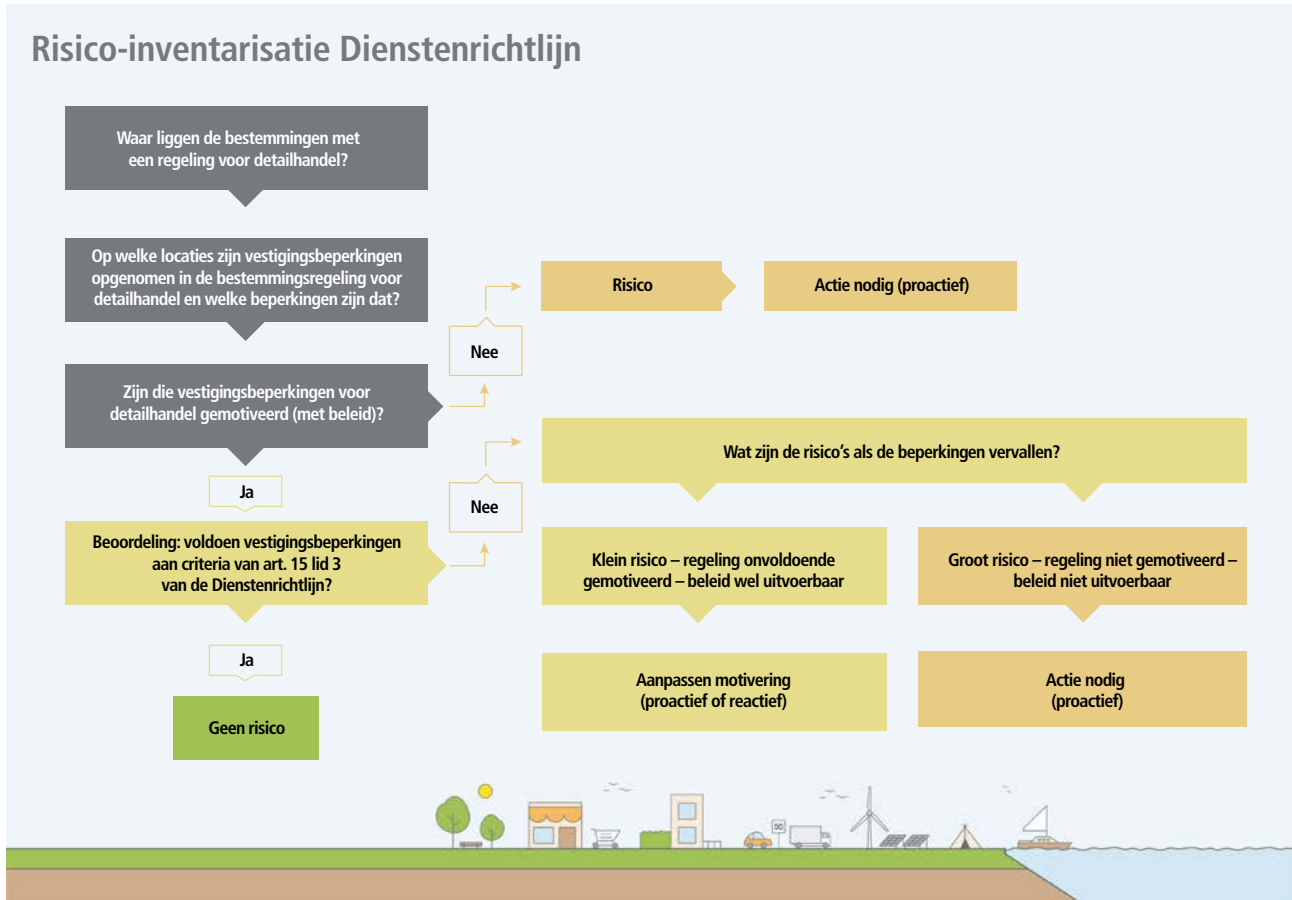 Risico-inventarisatie Dienstenrichtlijn
Waar liggen de bestemmingen met
een regeling voor detailhandel?
Op welke locaties zijn vestigingsbeperkingen
opgenomen in de bestemmingsregeling voor
detailhandel en welke beperkingen zijn dat?
Risico
Actie nodig (proactief)
Nee
Zijn die vestigingsbeperkingen voor
detailhandel gemotiveerd (met beleid)?
Wat zijn de risico's als de beperkingen vervallen?
Ja
Nee
Beoordeling: voldoen vestigingsbeperkingen
aan criteria van art. 15 lid 3
van de Dienstenrichtlijn?
Klein risico – regeling onvoldoende
gemotiveerd – beleid wel uitvoerbaar
Groot risico – regeling niet gemotiveerd –
beleid niet uitvoerbaar
Ja
Aanpassen motivering
(proactief of reactief)
Actie nodig
(proactief)
Geen risico
50